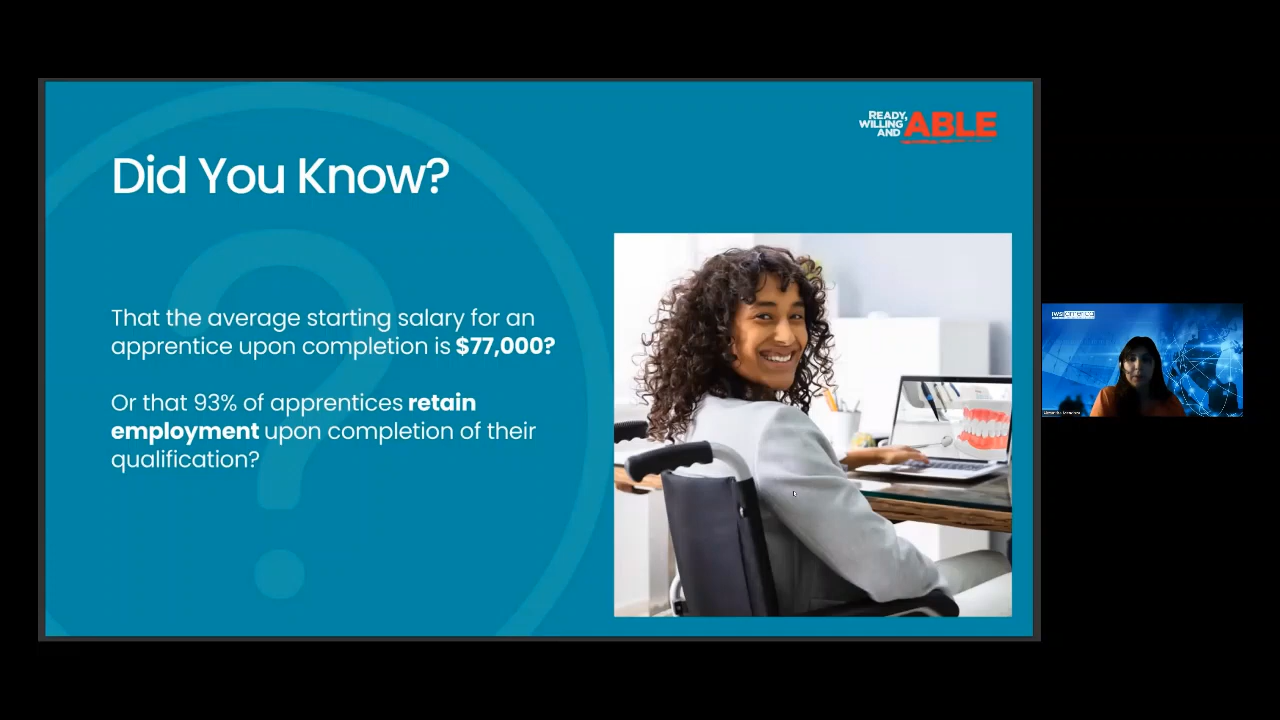 READY,
WILLING
AND ABLE
Did You Know?
That the average starting salary for an
apprentice upon completion is $77,000?
Or that 93% of apprentices retain
employment upon completion of their
qualification?